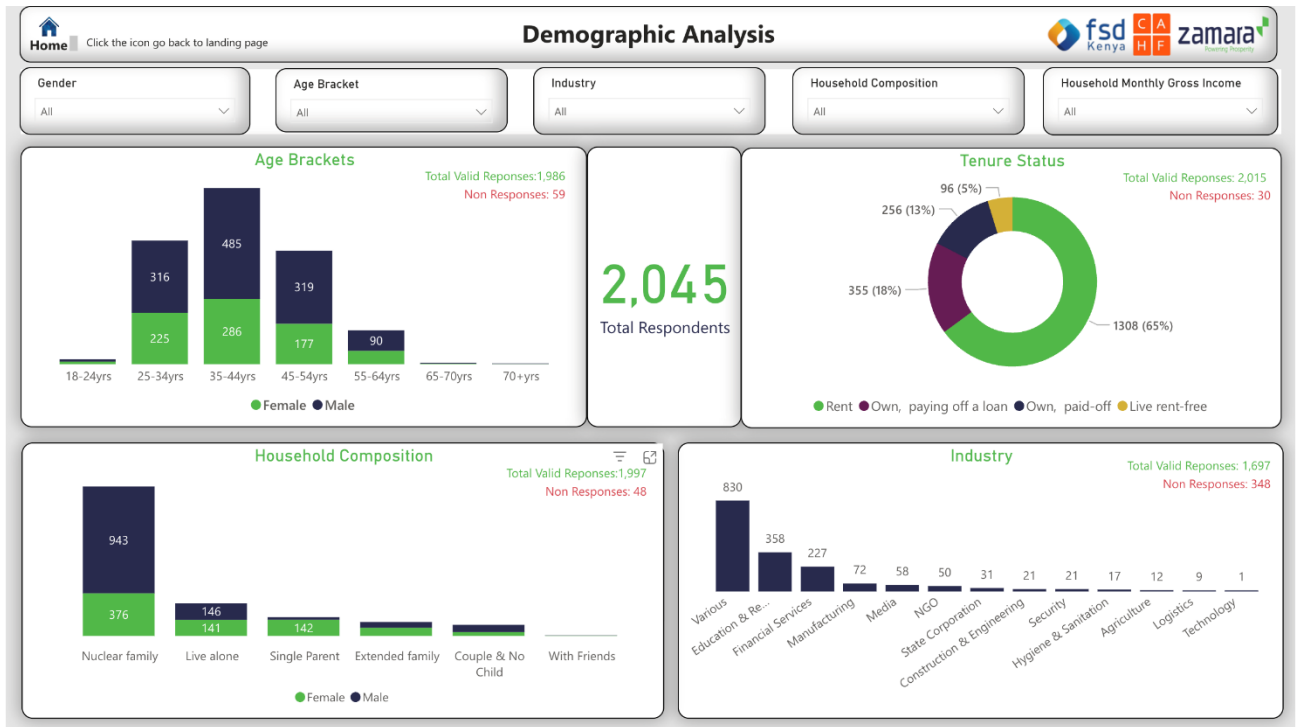 Home
Click the icon go back to landing page
Demographic Analysis
fsd
Kenya
C A
H F
zamara
Powering Prosperity
Gender
All
Age Bracket
All
Industry
All
Household Composition
All
Household Monthly Gross Income
All
Age Brackets
Total Valid Reponses:1,986
Non Responses: 59
316
485
319
225
286
177
90
18-24yrs
25-34yrs
35-44yrs
45-54yrs
55-64yrs
65-70yrs
70+yrs
Female
Male
2,045
Total Respondents
Tenure Status
Total Valid Reponses: 2,015
Non Responses: 30
96 (5%)
256 (13%)
355 (18%)
1308 (65%)
Rent
Own, paying off a loan
Own, paid-off
Live rent-free
Household Composition
Total Valid Reponses:1,997
Non Responses: 48
943
376
146
141
142
Nuclear family
Live alone
Single Parent
Extended family
Couple & No
Child
With Friends
Female
Male
Industry
Total Valid Reponses: 1,697
Non Responses: 348
830
358
227
72
58
50
31
21
21
17
12
9
1
Various
Education & Re...
Financial Services
Manufacturing
Media
NGO
State Corporation
Construction & Engineering
Security
Hygiene & Sanitation
Agriculture
Logistics
Technology